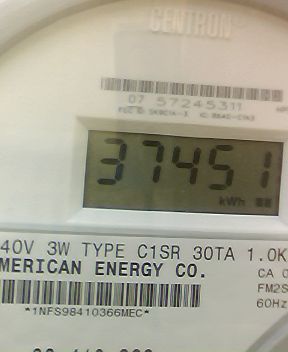 CENTRON
07 57245311
37451
kWh
40V 3W TYPE C1SR 30TA 1.0K
MERICAN ENERGY CO.
CA 0
FM2S
60Hz
*1NFS98410366MEC*